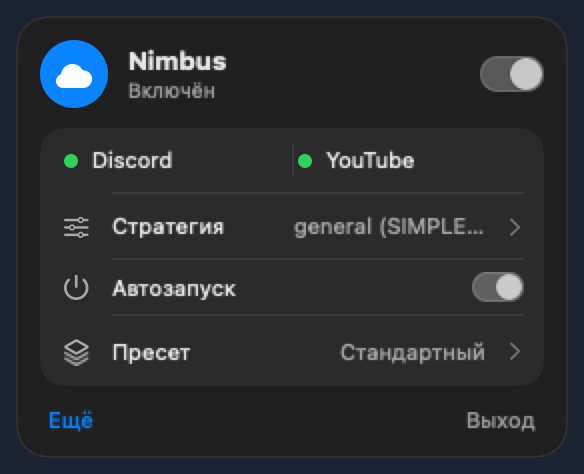 Nimbus
Включён
Discord
YouTube
Стратегия general (SIMPLE...
Автозапуск
Пресет Стандартный
Ещё Выход